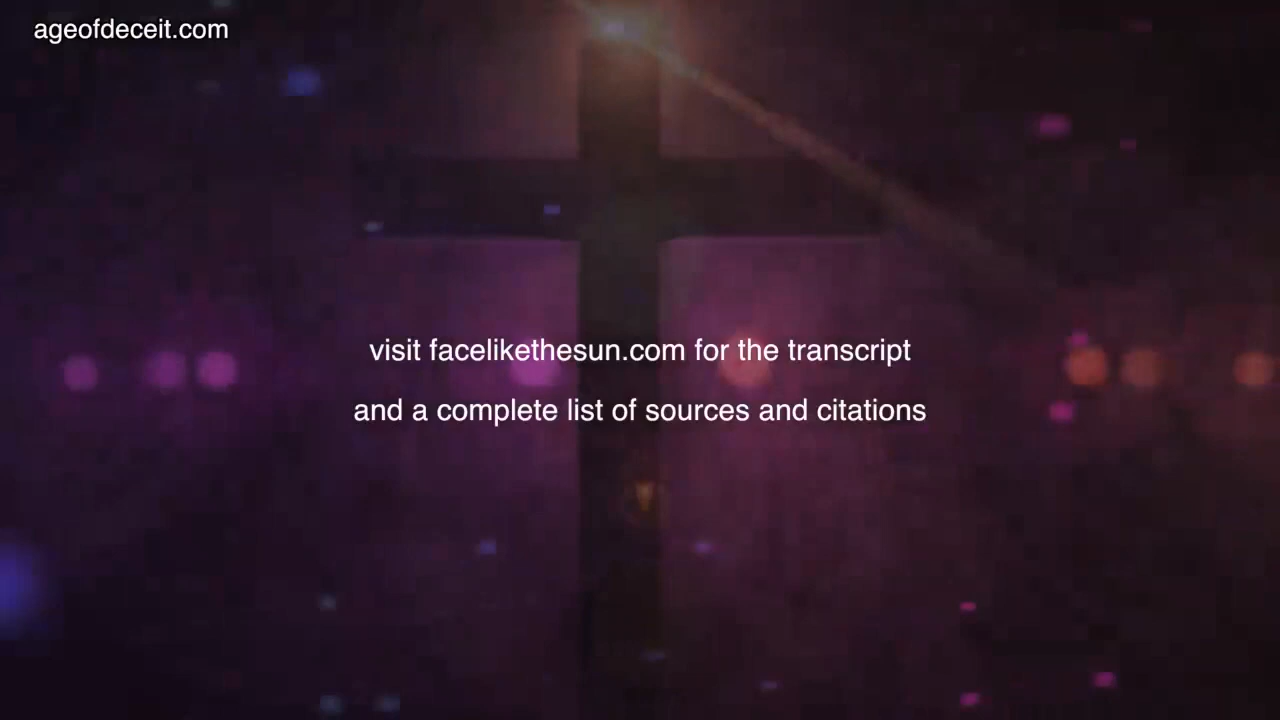 ageofdeceit.com
visit facelikethesun.com for the transcript
and a complete list of sources and citations